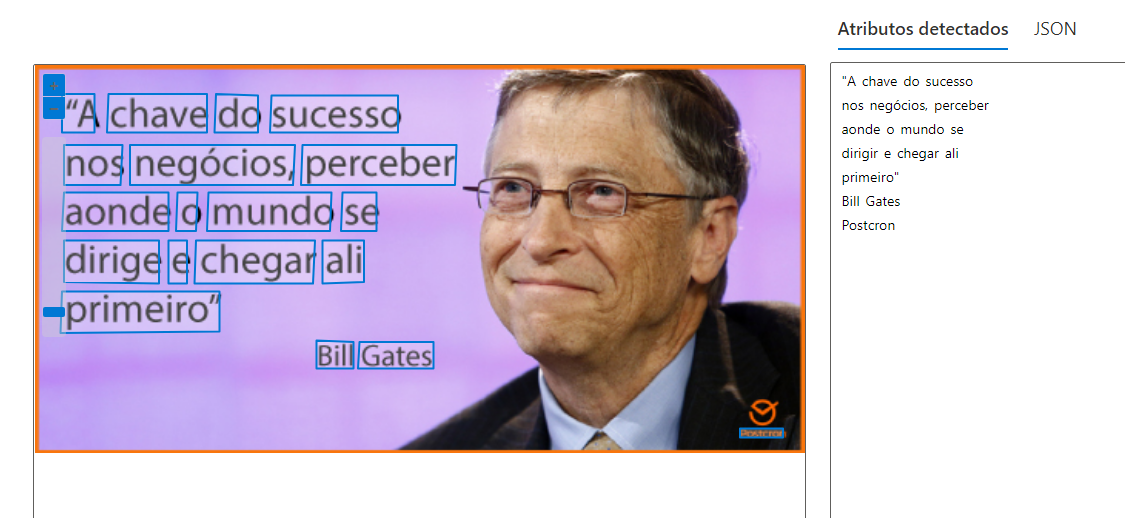 Atributos detectados JSON
“A chave do sucesso
nos negócios, perceber
aonde o mundo se
dirige e chegar ali
primeiro”
Bill Gates
Postcron
"A chave do sucesso
nos negócios, perceber
aonde o mundo se
dirigir e chegar ali
primeiro"
Bill Gates
Postcron